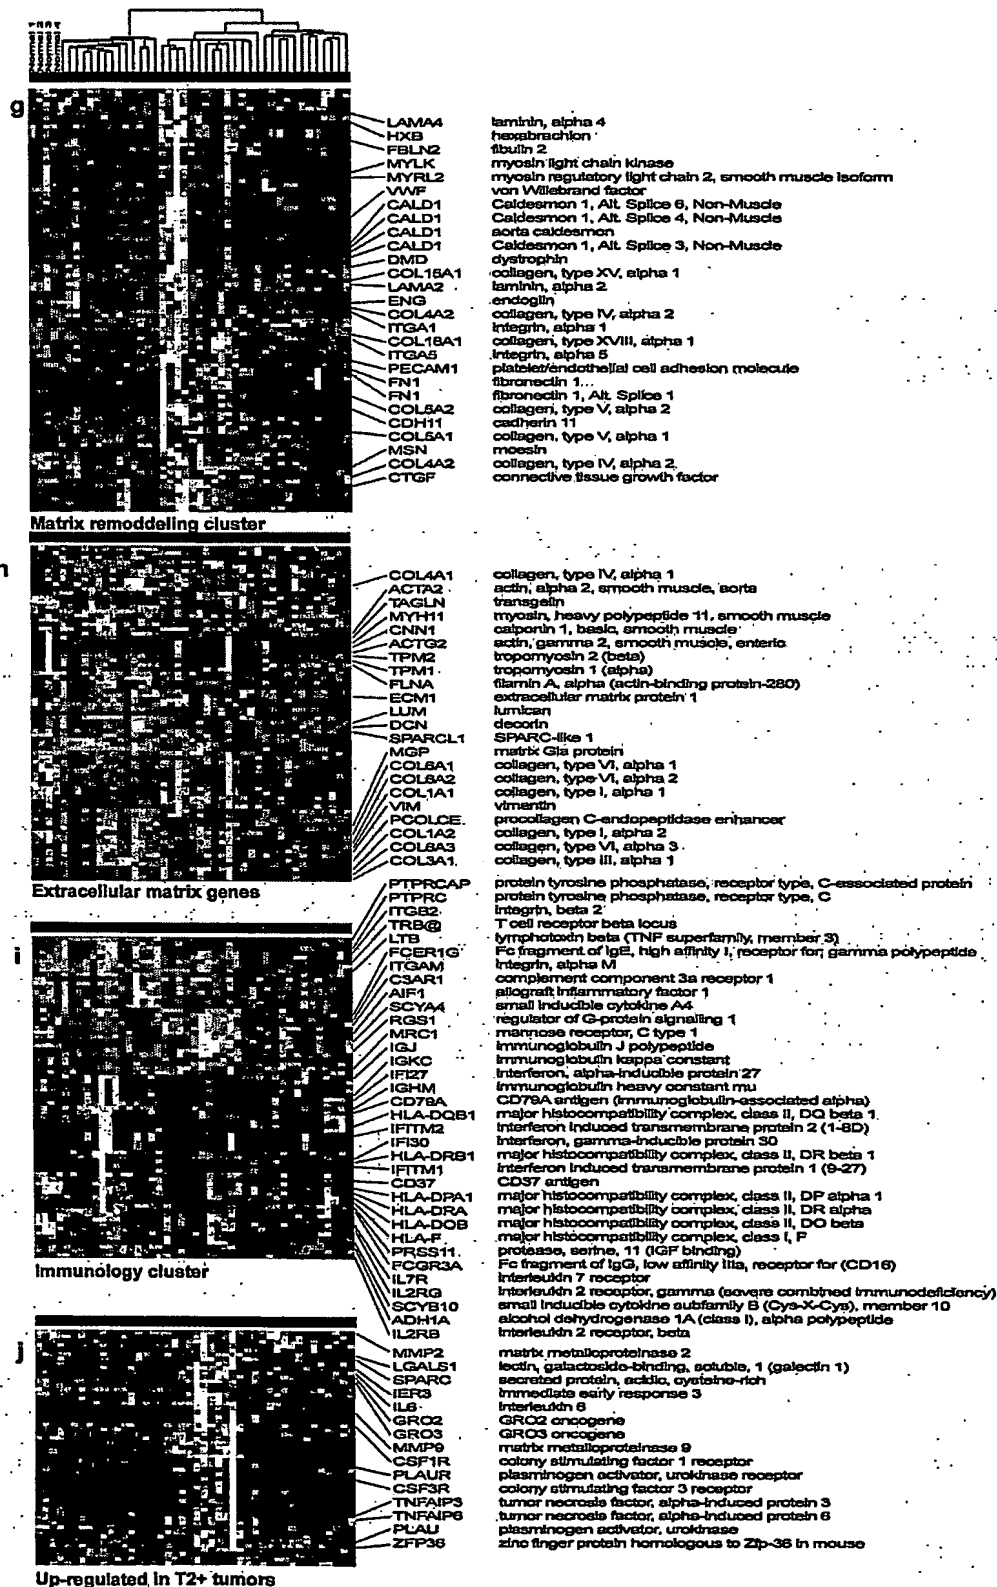 Normal 1
Normal 2
Normal 3
Normal 4
g
LAMA4 laminin, alpha 4
HXB hexabrachion
FBLN2 fibulin 2
MYLK myosin light chain kinase
MYRL2 myosin regulatory light chain 2, smooth muscle isoform
VWF von Willebrand factor
CALD1 Caldesmon 1, Alt. Splice 6, Non-Muscle
CALD1 Caldesmon 1, Alt. Splice 4, Non-Muscle
CALD1 aorta caldesmon
CALD1 Caldesmon 1, Alt. Splice 3, Non-Muscle
DMD dystrophin
COL15A1 collagen, type XV, alpha 1
LAMA2 laminin, alpha 2
ENG endoglin
COL4A2 collagen, type IV, alpha 2
ITGA1 integrin, alpha 1
COL18A1 collagen, type XVIII, alpha 1
ITGA5 integrin, alpha 5
PECAM1 platelet/endothelial cell adhesion molecule
FN1 fibronectin 1...
FN1 fibronectin 1, Alt. Splice 1
COL5A2 collagen, type V, alpha 2
CDH11 cadherin 11
COL5A1 collagen, type V, alpha 1
MSN moesin
COL4A2 collagen, type IV, alpha 2
CTGF connective tissue growth factor
Matrix remoddeling cluster
h
COL4A1 collagen, type IV, alpha 1
ACTA2 actin, alpha 2, smooth muscle, aorta
TAGLN transgelin
MYH11 myosin, heavy polypeptide 11, smooth muscle
CNN1 calponin 1, basic, smooth muscle
ACTG2 actin, gamma 2, smooth muscle, enteric
TPM2 tropomyosin 2 (beta)
TPM1 tropomyosin 1 (alpha)
FLNA filamin A, alpha (actin-binding protein-280)
ECM1 extracellular matrix protein 1
LUM lumican
DCN decorin
SPARCL1 SPARC-like 1
MGP matrix Gla protein
COL6A1 collagen, type VI, alpha 1
COL6A2 collagen, type VI, alpha 2
COL1A1 collagen, type I, alpha 1
VIM vimentin
PCOLCE procollagen C-endopeptidase enhancer
COL1A2 collagen, type I, alpha 2
COL6A3 collagen, type VI, alpha 3
COL3A1 collagen, type III, alpha 1
Extracellular matrix genes
i
PTPRCAP protein tyrosine phosphatase, receptor type, C-associated protein
PTPRC protein tyrosine phosphatase, receptor type, C
ITGB2 integrin, beta 2
TRB@ T cell receptor beta locus
LTB lymphotoxin beta (TNF superfamily, member 3)
FCER1G Fc fragment of IgE, high affinity I, receptor for; gamma polypeptide
ITGAM integrin, alpha M
C3AR1 complement component 3a receptor 1
AIF1 allograft inflammatory factor 1
SCYA4 small inducible cytokine A4
RGS1 regulator of G-protein signalling 1
MRC1 mannose receptor, C type 1
IGJ immunoglobulin J polypeptide
IGKC immunoglobulin kappa constant
IFI27 interferon, alpha-inducible protein 27
IGHM immunoglobulin heavy constant mu
CD79A CD79A antigen (immunoglobulin-associated alpha)
HLA-DQB1 major histocompatibility complex, class II, DQ beta 1
IFITM2 interferon induced transmembrane protein 2 (1-8D)
IFI30 interferon, gamma-inducible protein 30
HLA-DRB1 major histocompatibility complex, class II, DR beta 1
IFITM1 interferon induced transmembrane protein 1 (9-27)
CD37 CD37 antigen
HLA-DPA1 major histocompatibility complex, class II, DP alpha 1
HLA-DRA major histocompatibility complex, class II, DR alpha
HLA-DOB major histocompatibility complex, class II, DO beta
HLA-F major histocompatibility complex, class I, F
PRSS11 protease, serine, 11 (IGF binding)
FCGR3A Fc fragment of IgG, low affinity IIIa, receptor for (CD16)
IL7R interleukin 7 receptor
IL2RG interleukin 2 receptor, gamma (severe combined immunodeficiency)
SCYB10 small inducible cytokine subfamily B (Cys-X-Cys), member 10
ADH1A alcohol dehydrogenase 1A (class I), alpha polypeptide
IL2RB interleukin 2 receptor, beta
Immunology cluster
j
MMP2 matrix metalloproteinase 2
LGALS1 lectin, galactoside-binding, soluble, 1 (galectin 1)
SPARC secreted protein, acidic, cysteine-rich
IER3 immediate early response 3
IL6 interleukin 6
GRO2 GRO2 oncogene
GRO3 GRO3 oncogene
MMP9 matrix metalloproteinase 9
CSF1R colony stimulating factor 1 receptor
PLAUR plasminogen activator, urokinase receptor
CSF3R colony stimulating factor 3 receptor
TNFAIP3 tumor necrosis factor, alpha-induced protein 3
TNFAIP6 tumor necrosis factor, alpha-induced protein 6
PLAU plasminogen activator, urokinase
ZFP36 zinc finger protein homologous to Zfp-36 in mouse
Up-regulated in T2+ tumors